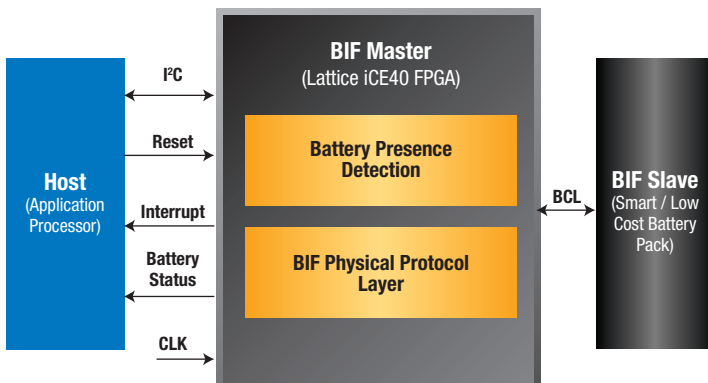 Host
(Application
Processor)
I²C
Reset
Interrupt
Battery
Status
CLK
BIF Master
(Lattice iCE40 FPGA)
Battery Presence
Detection
BIF Physical Protocol
Layer
BCL
BIF Slave
(Smart / Low
Cost Battery
Pack)